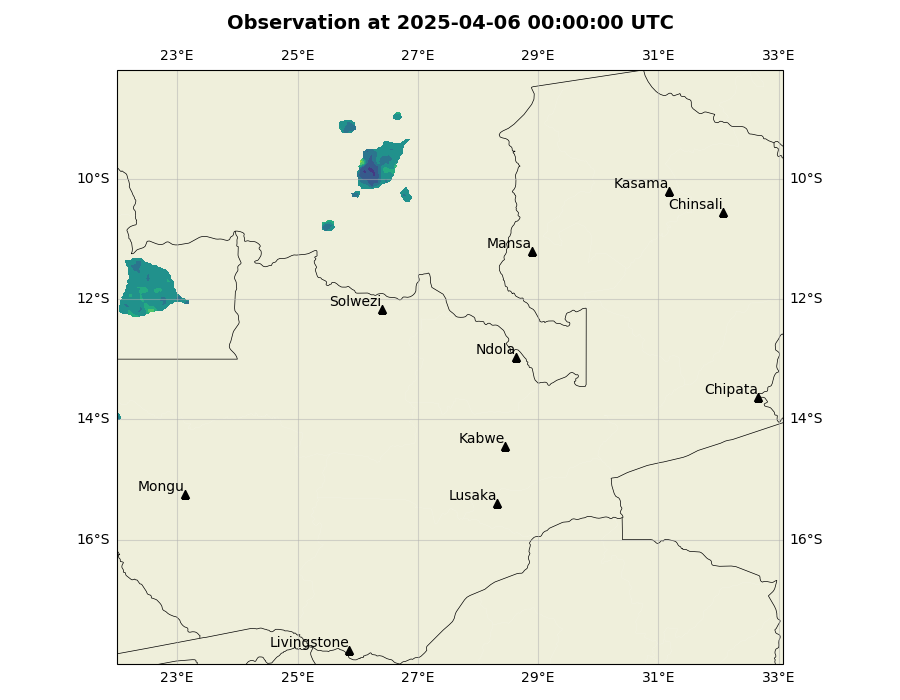 Observation at 2025-04-06 00:00:00 UTC
23°E 25°E 27°E 29°E 31°E 33°E
10°S 10°S
Kasama
Chinsali
Mansa
12°S 12°S
Solwezi
Ndola
Chipata
14°S 14°S
Kabwe
Mongu
Lusaka
16°S 16°S
Livingstone
23°E 25°E 27°E 29°E 31°E 33°E